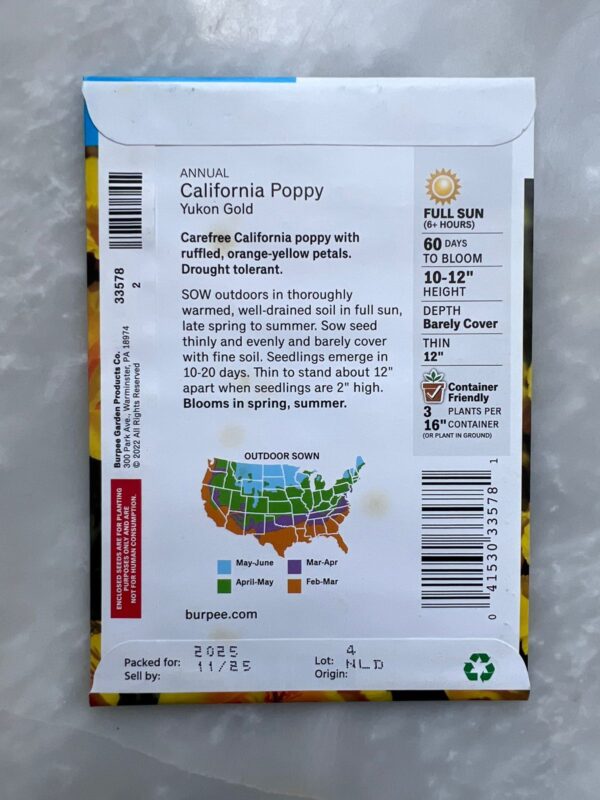 ANNUAL
California Poppy
Yukon Gold
Carefree California poppy with
ruffled, orange-yellow petals.
Drought tolerant.
SOW outdoors in thoroughly
warmed, well-drained soil in full sun,
late spring to summer. Sow seed
thinly and evenly and barely cover
with fine soil. Seedlings emerge in
10-20 days. Thin to stand about 12"
apart when seedlings are 2" high.
Blooms in spring, summer.
FULL SUN
(6+ HOURS)
60 DAYS
TO BLOOM
10-12"
HEIGHT
DEPTH
Barely Cover
THIN
12"
Container
Friendly
3 PLANTS PER
16" CONTAINER
(OR PLANT IN GROUND)
33578
2
Burpee Garden Products Co.
300 Park Ave., Warminster, PA 18974
© 2022 All Rights Reserved
ENCLOSED SEEDS ARE FOR PLANTING
PURPOSES ONLY AND ARE
NOT FOR HUMAN CONSUMPTION.
OUTDOOR SOWN
May-June Mar-Apr
April-May Feb-Mar
burpee.com
0 41530 33578 1
Packed for: 2025 Lot: 4
Sell by: 11/25 Origin: NLD